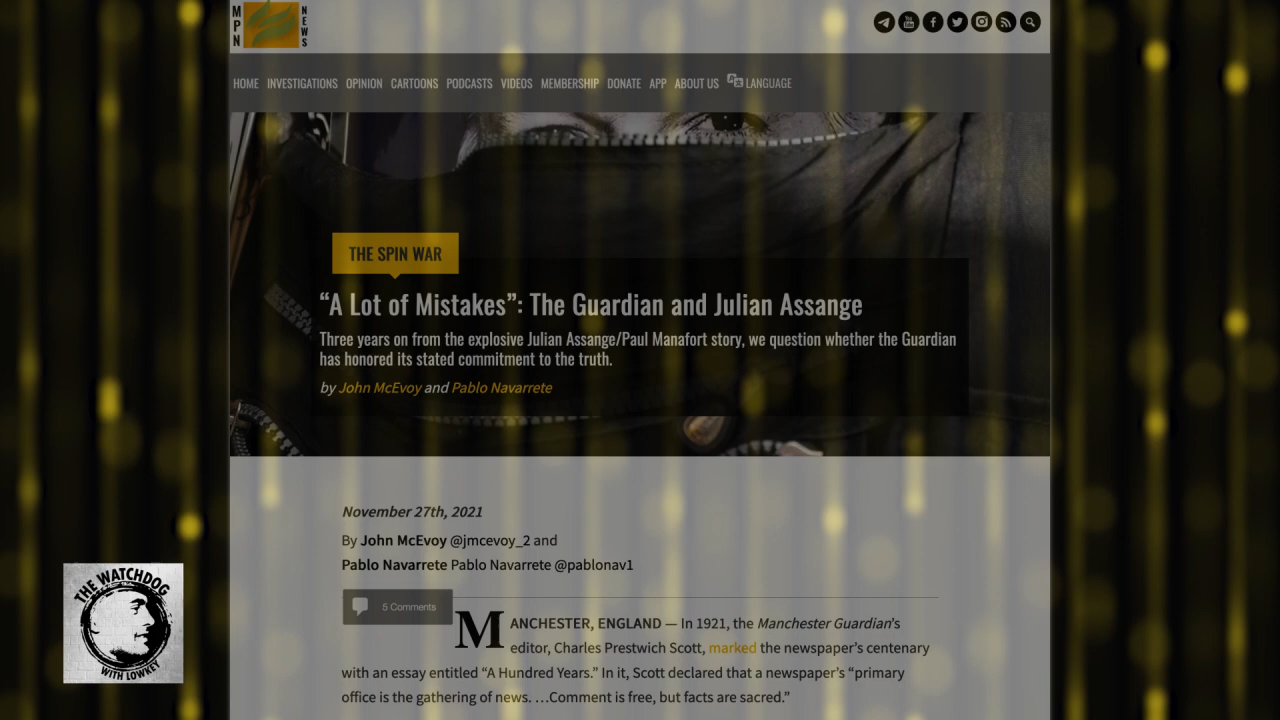 MPN
NEWS
HOME INVESTIGATIONS OPINION CARTOONS PODCASTS VIDEOS MEMBERSHIP DONATE APP ABOUT US LANGUAGE
THE SPIN WAR
“A Lot of Mistakes”: The Guardian and Julian Assange
Three years on from the explosive Julian Assange/Paul Manafort story, we question whether the Guardian
has honored its stated commitment to the truth.
by John McEvoy and Pablo Navarrete
November 27th, 2021
By John McEvoy @jmcevoy_2 and
Pablo Navarrete Pablo Navarrete @pablonav1
5 Comments
MANCHESTER, ENGLAND — In 1921, the Manchester Guardian’s
editor, Charles Prestwich Scott, marked the newspaper’s centenary
with an essay entitled “A Hundred Years.” In it, Scott declared that a newspaper’s “primary
office is the gathering of news. …Comment is free, but facts are sacred.”
THE WATCHDOG
WITH LOWKEY